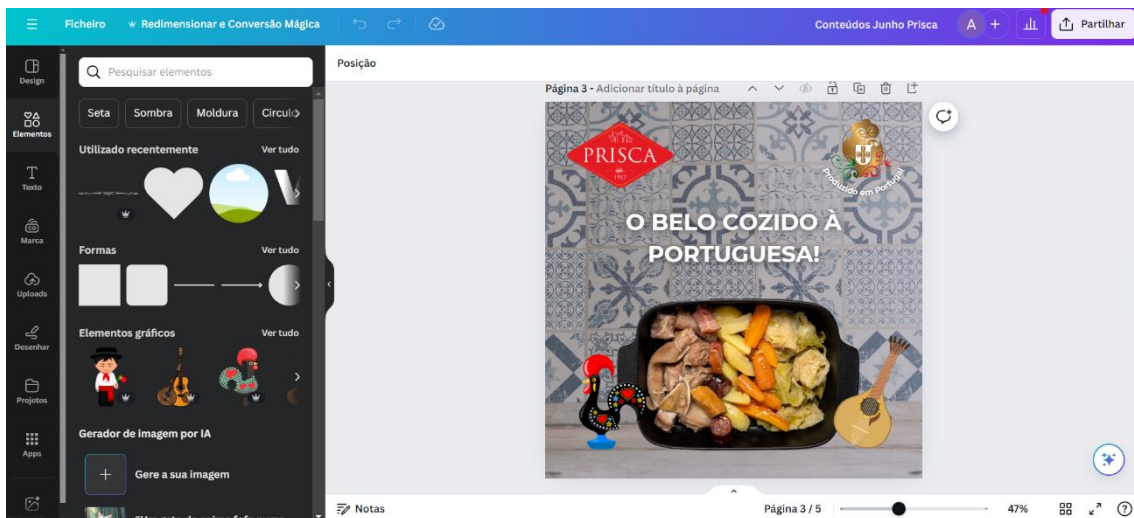 Ficheiro
Redimensionar e Conversão Mágica
Conteúdos Junho Prisca
A
+
Partilhar
Design
Elementos
Texto
Marca
Uploads
Desenhar
Projetos
Apps
Pesquisar elementos
Seta
Sombra
Moldura
Círculo
Utilizado recentemente
Ver tudo
Formas
Ver tudo
Elementos gráficos
Ver tudo
Gerador de imagem por IA
Gere a sua imagem
Posição
Página 3 - Adicionar título à página
PRISCA
1917
Produzido em Portugal
O BELO COZIDO À
PORTUGUESA!
Notas
Página 3 / 5
47%